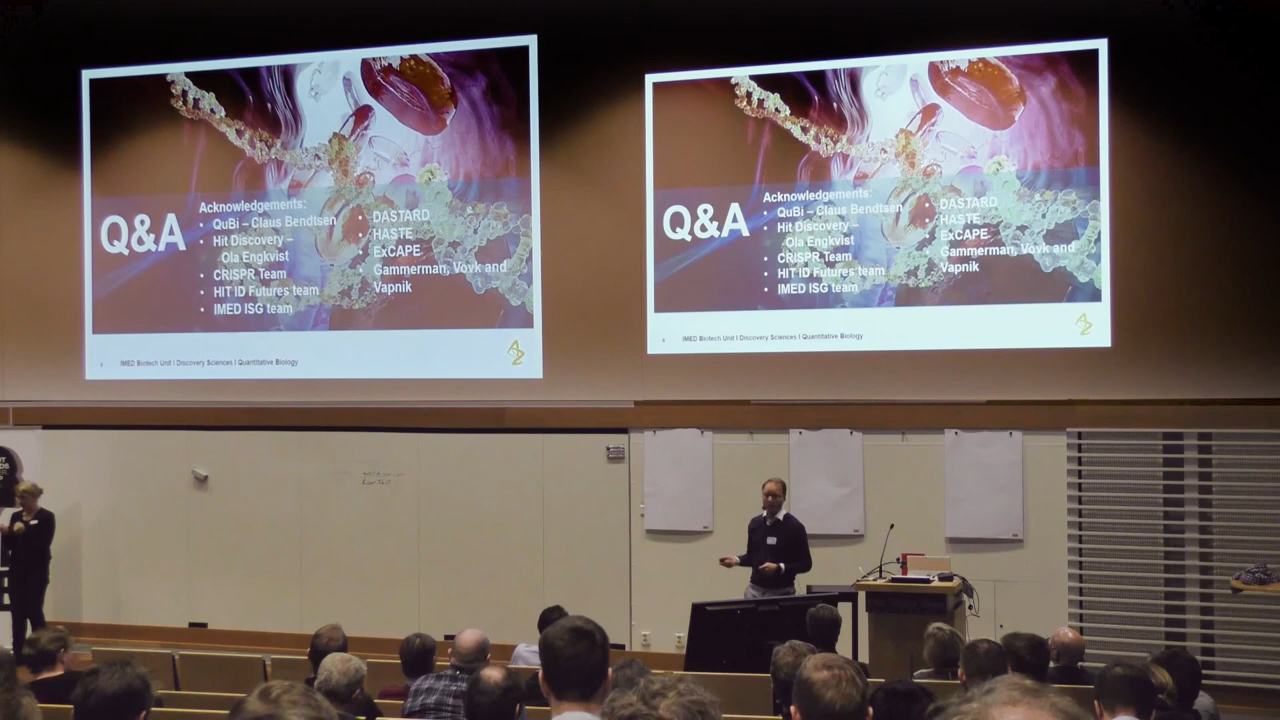 Q&A
Acknowledgements:
• QuBi – Claus Bendtsen
• Hit Discovery –
Ola Engkvist
• CRISPR Team
• HIT ID Futures team
• IMED ISG team
• DASTARD
• HASTE
• ExCAPE
Gammerman, Vovk and
Vapnik
IMED Biotech Unit I Discovery Sciences I Quantitative Biology
Q&A
Acknowledgements:
• QuBi – Claus Bendtsen
• Hit Discovery –
Ola Engkvist
• CRISPR Team
• HIT ID Futures team
• IMED ISG team
• DASTARD
• HASTE
• ExCAPE
Gammerman, Vovk and
Vapnik
IMED Biotech Unit I Discovery Sciences I Quantitative Biology